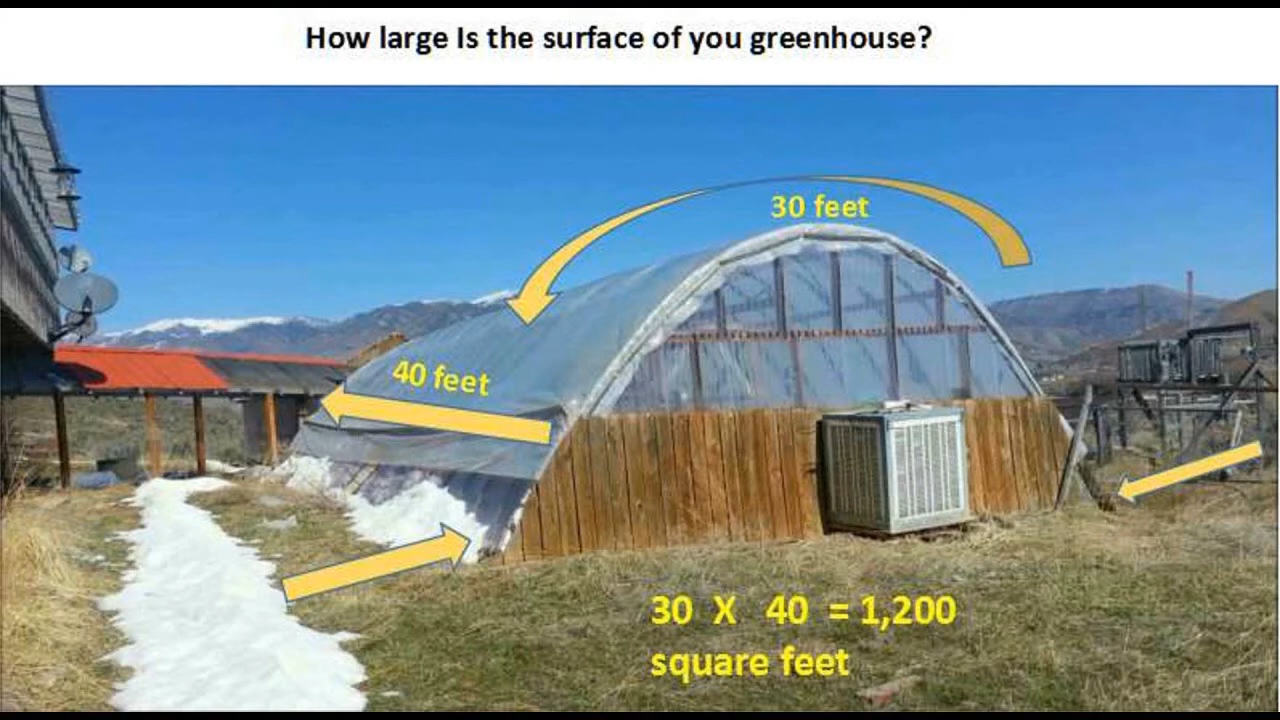 How large Is the surface of you greenhouse?
30 feet
40 feet
30 X 40 = 1,200
square feet